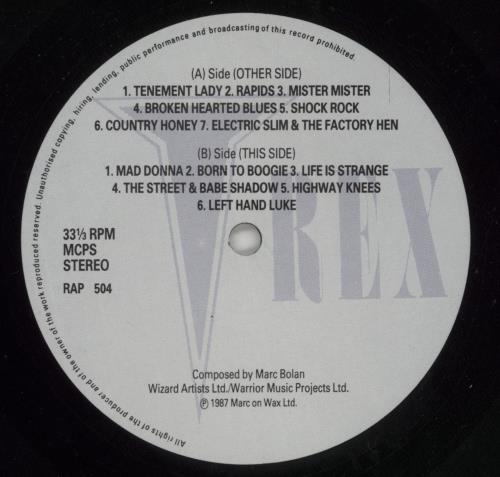 All rights of the producer and of the owner of the work reproduced reserved. Unauthorised copying, hiring, lending, public performance and broadcasting of this record prohibited.
(A) Side (OTHER SIDE)
1. TENEMENT LADY 2. RAPIDS 3. MISTER MISTER
4. BROKEN HEARTED BLUES 5. SHOCK ROCK
6. COUNTRY HONEY 7. ELECTRIC SLIM & THE FACTORY HEN
(B) Side (THIS SIDE)
1. MAD DONNA 2. BORN TO BOOGIE 3. LIFE IS STRANGE
4. THE STREET & BABE SHADOW 5. HIGHWAY KNEES
6. LEFT HAND LUKE
T REX
33⅓ RPM
MCPS
STEREO
RAP 504
Composed by Marc Bolan
Wizard Artists Ltd./Warrior Music Projects Ltd.
℗ 1987 Marc on Wax Ltd.